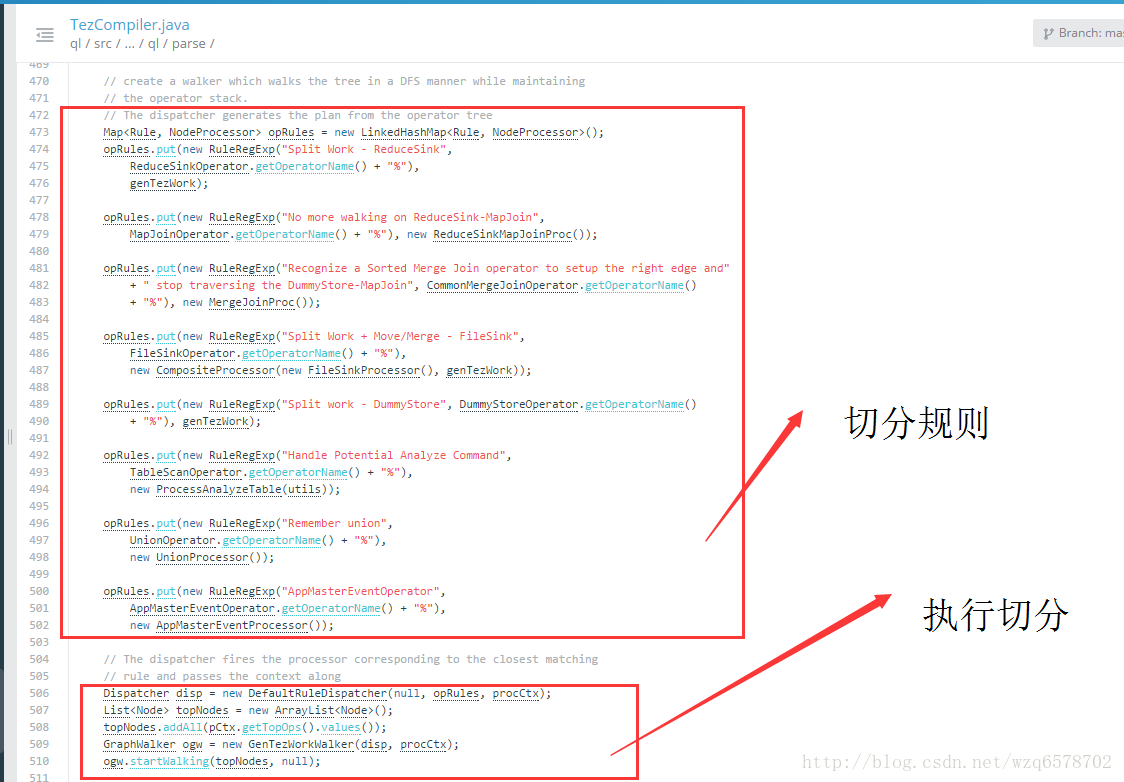 TezCompiler.java
ql / src / ... / ql / parse /
Branch: mas
469
470 // create a walker which walks the tree in a DFS manner while maintaining
471 // the operator stack.
472 // The dispatcher generates the plan from the operator tree
473 Map<Rule, NodeProcessor> opRules = new LinkedHashMap<Rule, NodeProcessor>();
474 opRules.put(new RuleRegExp("Split Work - ReduceSink",
475 ReduceSinkOperator.getOperatorName() + "%"),
476 genTezWork);
477
478 opRules.put(new RuleRegExp("No more walking on ReduceSink-MapJoin",
479 MapJoinOperator.getOperatorName() + "%"), new ReduceSinkMapJoinProc());
480
481 opRules.put(new RuleRegExp("Recognize a Sorted Merge Join operator to setup the right edge and"
482 + " stop traversing the DummyStore-MapJoin", CommonMergeJoinOperator.getOperatorName()
483 + "%"), new MergeJoinProc());
484
485 opRules.put(new RuleRegExp("Split Work + Move/Merge - FileSink",
486 FileSinkOperator.getOperatorName() + "%"),
487 new CompositeProcessor(new FileSinkProcessor(), genTezWork));
488
489 opRules.put(new RuleRegExp("Split work - DummyStore", DummyStoreOperator.getOperatorName()
490 + "%"), genTezWork);
491
492 opRules.put(new RuleRegExp("Handle Potential Analyze Command",
493 TableScanOperator.getOperatorName() + "%"),
494 new ProcessAnalyzeTable(utils));
495
496 opRules.put(new RuleRegExp("Remember union",
497 UnionOperator.getOperatorName() + "%"),
498 new UnionProcessor());
499
500 opRules.put(new RuleRegExp("AppMasterEventOperator",
501 AppMasterEventOperator.getOperatorName() + "%"),
502 new AppMasterEventProcessor());
503
504 // The dispatcher fires the processor corresponding to the closest matching
505 // rule and passes the context along
506 Dispatcher disp = new DefaultRuleDispatcher(null, opRules, procCtx);
507 List<Node> topNodes = new ArrayList<Node>();
508 topNodes.addAll(pCtx.getTopOps().values());
509 GraphWalker ogw = new GenTezWorkWalker(disp, procCtx);
510 ogw.startWalking(topNodes, null);
511
切分规则
执行切分
http://blog.csdn.net/wzq6578702